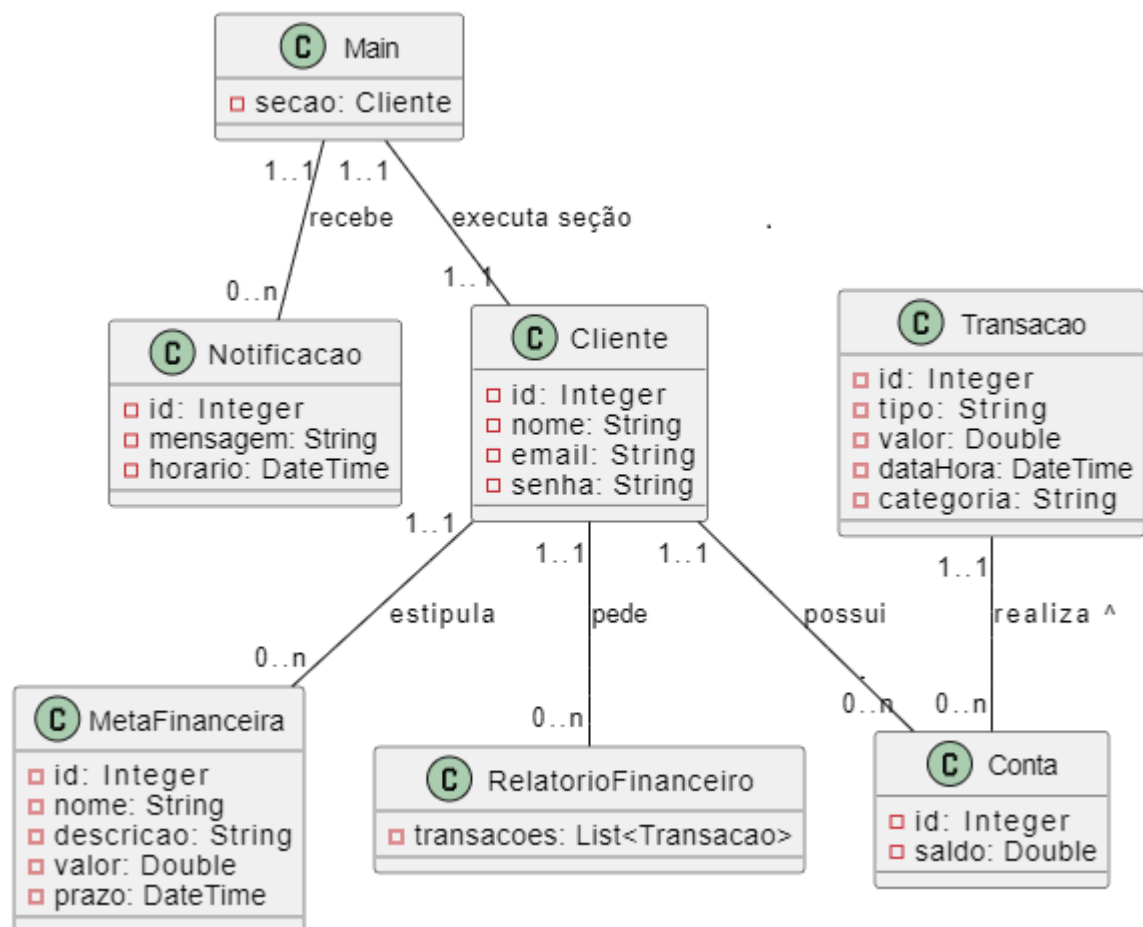 C Main
secao: Cliente
1..1 1..1
recebe executa seção .
0..n 1..1
C Notificacao
id: Integer
mensagem: String
horario: DateTime
C Cliente
id: Integer
nome: String
email: String
senha: String
C Transacao
id: Integer
tipo: String
valor: Double
dataHora: DateTime
categoria: String
1..1 1..1 1..1 1..1
estipula pede possui realiza ^
0..n 0..n 0..n 0..n
C MetaFinanceira
id: Integer
nome: String
descricao: String
valor: Double
prazo: DateTime
C RelatorioFinanceiro
transacoes: List<Transacao>
C Conta
id: Integer
saldo: Double